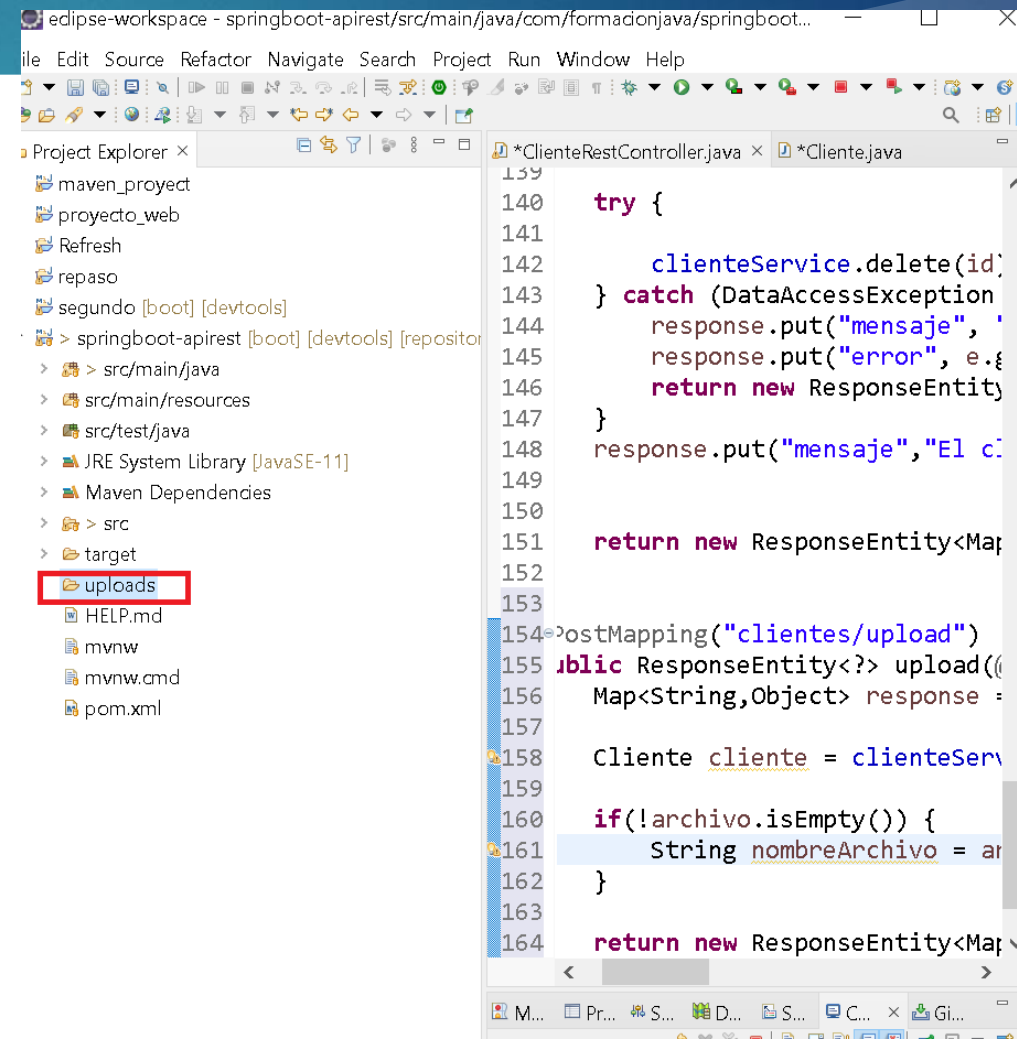 eclipse-workspace - springboot-apirest/src/main/java/com/formacionjava/springboot...
ile Edit Source Refactor Navigate Search Project Run Window Help
Project Explorer
maven_proyect
proyecto_web
Refresh
repaso
segundo [boot] [devtools]
> springboot-apirest [boot] [devtools] [repositor
> src/main/java
src/main/resources
src/test/java
JRE System Library [JavaSE-11]
Maven Dependencies
> src
target
uploads
HELP.md
mvnw
mvnw.cmd
pom.xml
*ClienteRestController.java
*Cliente.java
139
140 try {
141
142 clienteService.delete(id)
143 } catch (DataAccessException
144 response.put("mensaje", "
145 response.put("error", e.g
146 return new ResponseEntity
147 }
148 response.put("mensaje","El cl
149
150
151 return new ResponseEntity<Map
152
153
154 PostMapping("clientes/upload")
155 ublic ResponseEntity<?> upload(@
156 Map<String,Object> response =
157
158 Cliente cliente = clienteServ
159
160 if(!archivo.isEmpty()) {
161 String nombreArchivo = ar
162 }
163
164 return new ResponseEntity<Map
M... Pr... S... D... S... C... Gi...